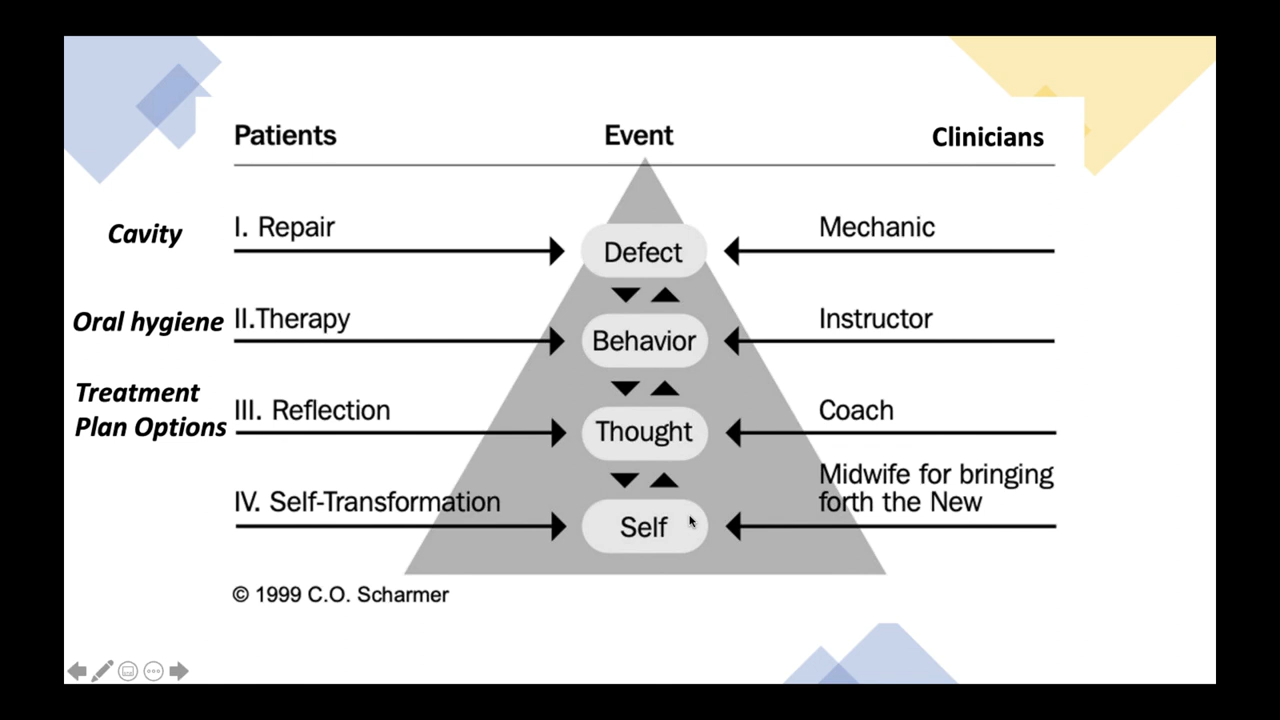 Patients Event Clinicians
Cavity I. Repair Defect Mechanic
Oral hygiene II.Therapy Behavior Instructor
Treatment
Plan Options III. Reflection Thought Coach
IV. Self-Transformation Self Midwife for bringing
forth the New
© 1999 C.O. Scharmer